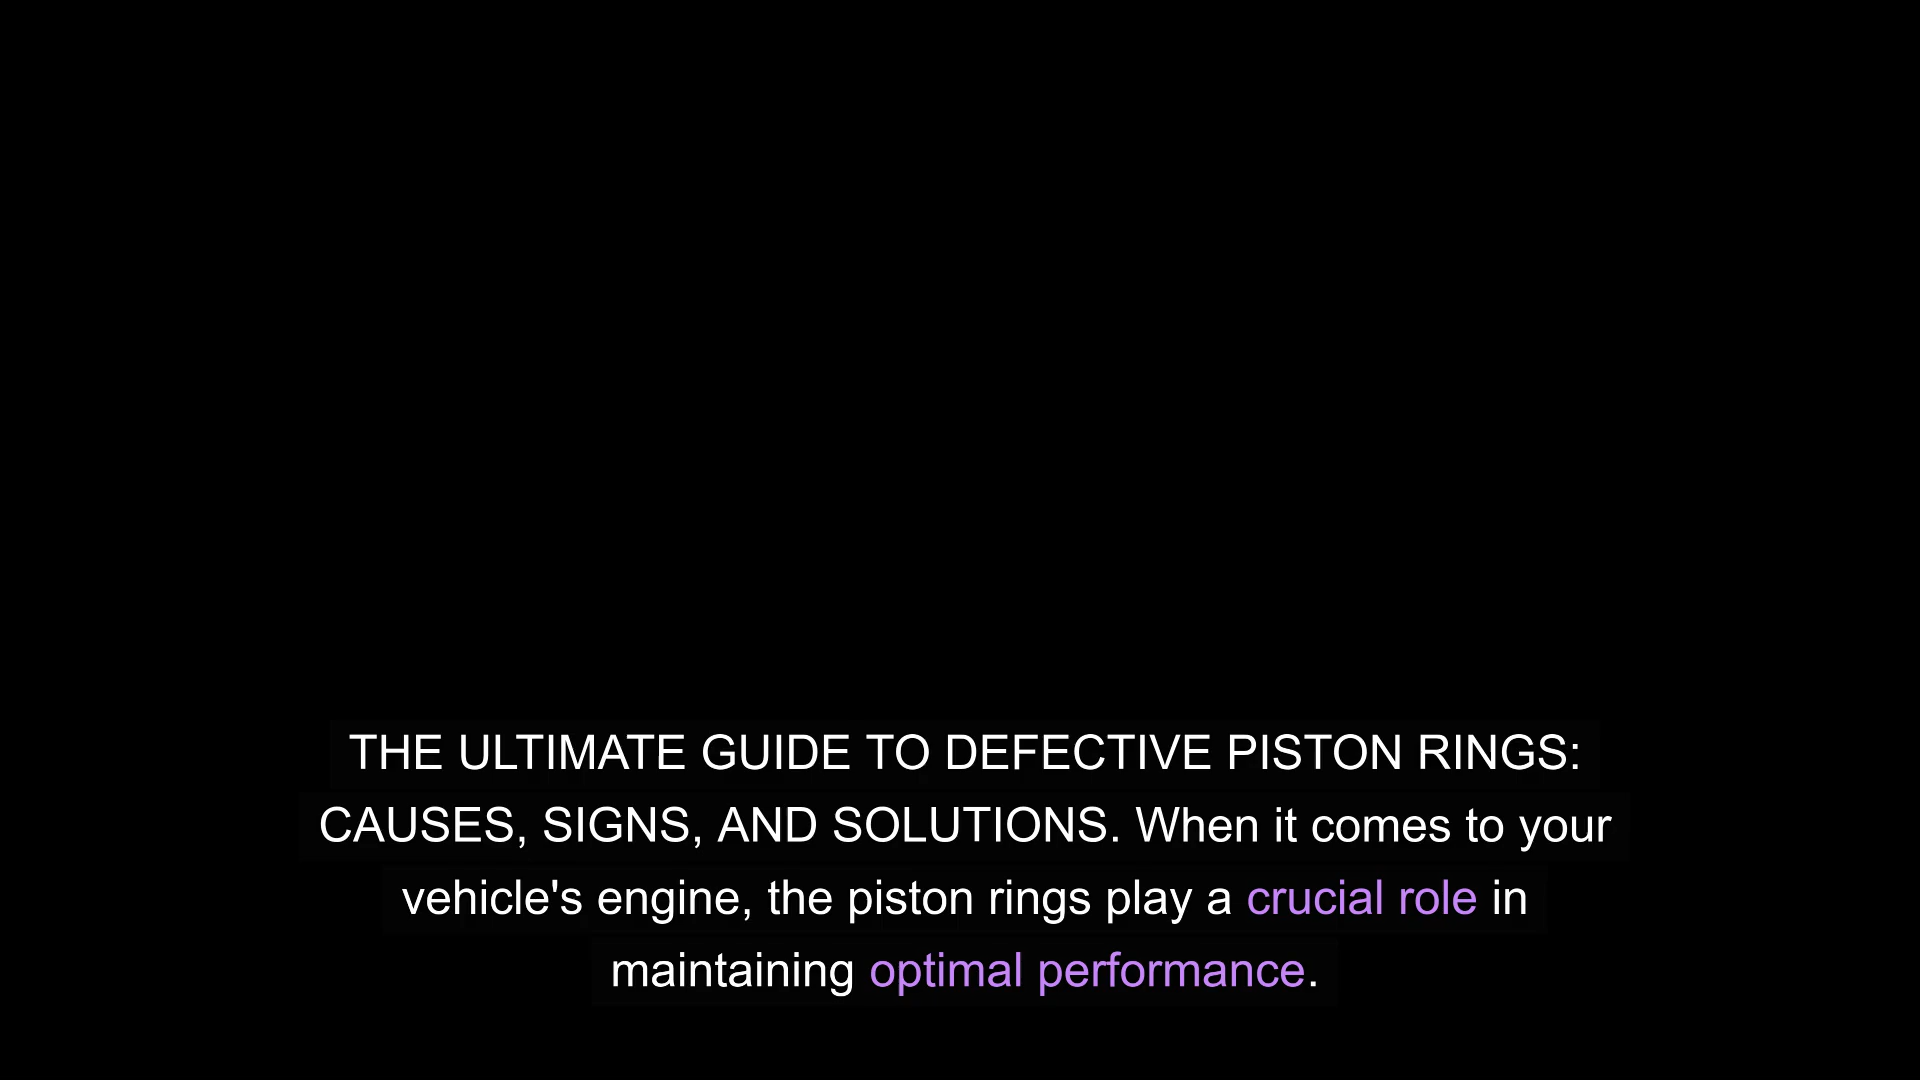 THE ULTIMATE GUIDE TO DEFECTIVE PISTON RINGS:
CAUSES, SIGNS, AND SOLUTIONS. When it comes to your
vehicle's engine, the piston rings play a crucial role in
maintaining optimal performance.